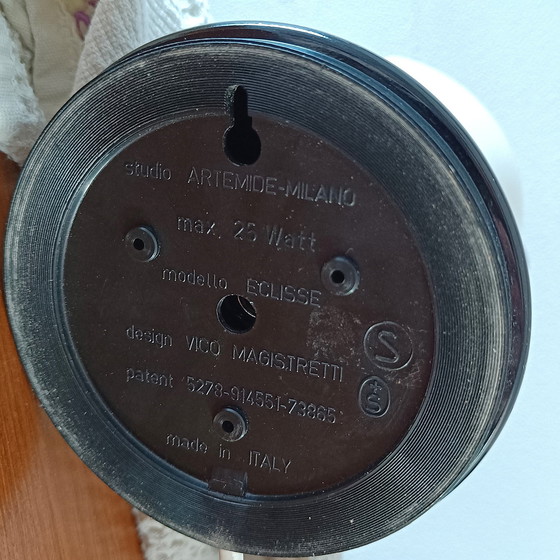 studio ARTEMIDE-MILANO
max. 25 Watt
modello ECLISSE
design VICO MAGISTRETTI
patent 5278-914551-73865
made in ITALY
S
+S